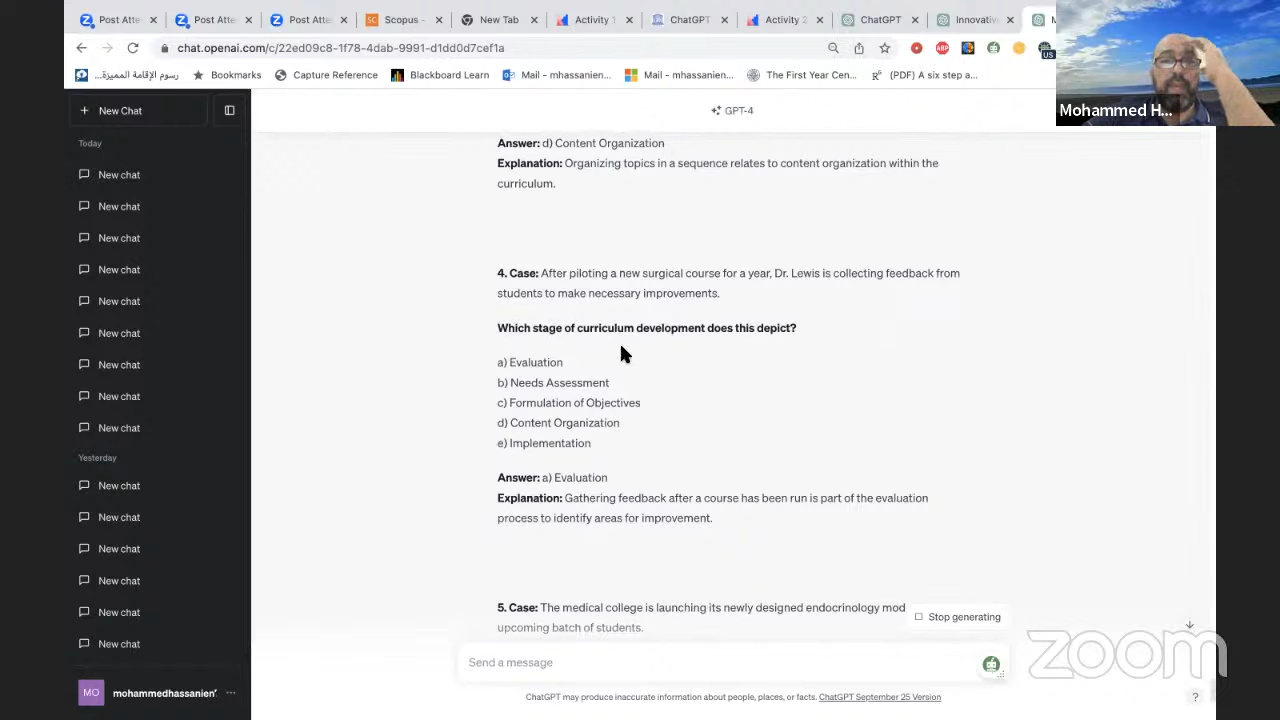 Post Atte
Post Atte
Post Atte
Scopus -
New Tab
Activity 1
ChatGPT
Activity 2
ChatGPT
Innovativ
chat.openai.com/c/22ed09c8-1f78-4dab-9991-d1dd0d7cef1a
ABP
US
رسوم الإقامة المميزة...
Bookmarks
Capture Reference
Blackboard Learn
Mail – mhassanien...
Mail – mhassanien...
The First Year Cen...
(PDF) A six step a...
Mohammed H...
New Chat
GPT-4
Today
New chat
New chat
New chat
New chat
New chat
New chat
New chat
New chat
New chat
Yesterday
New chat
New chat
New chat
New chat
New chat
New chat
MO
mohammedhassanien
Answer: d) Content Organization
Explanation: Organizing topics in a sequence relates to content organization within the
curriculum.
4. Case: After piloting a new surgical course for a year, Dr. Lewis is collecting feedback from
students to make necessary improvements.
Which stage of curriculum development does this depict?
a) Evaluation
b) Needs Assessment
c) Formulation of Objectives
d) Content Organization
e) Implementation
Answer: a) Evaluation
Explanation: Gathering feedback after a course has been run is part of the evaluation
process to identify areas for improvement.
5. Case: The medical college is launching its newly designed endocrinology mod
upcoming batch of students.
Stop generating
Send a message
ChatGPT may produce inaccurate information about people, places, or facts. ChatGPT September 25 Version
?
zoom